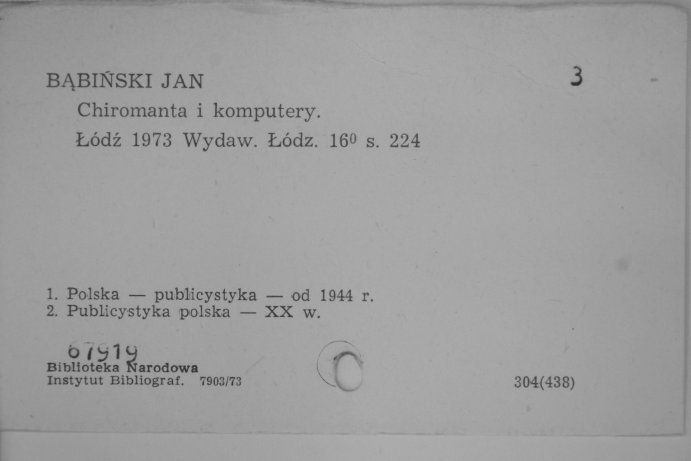 BĄBIŃSKI JAN 3
Chiromanta i komputery.
Łódź 1973 Wydaw. Łódz. 16⁰ s. 224
1. Polska — publicystyka — od 1944 r.
2. Publicystyka polska — XX w.
67919
Biblioteka Narodowa
Instytut Bibliograf. 7903/73
304(438)